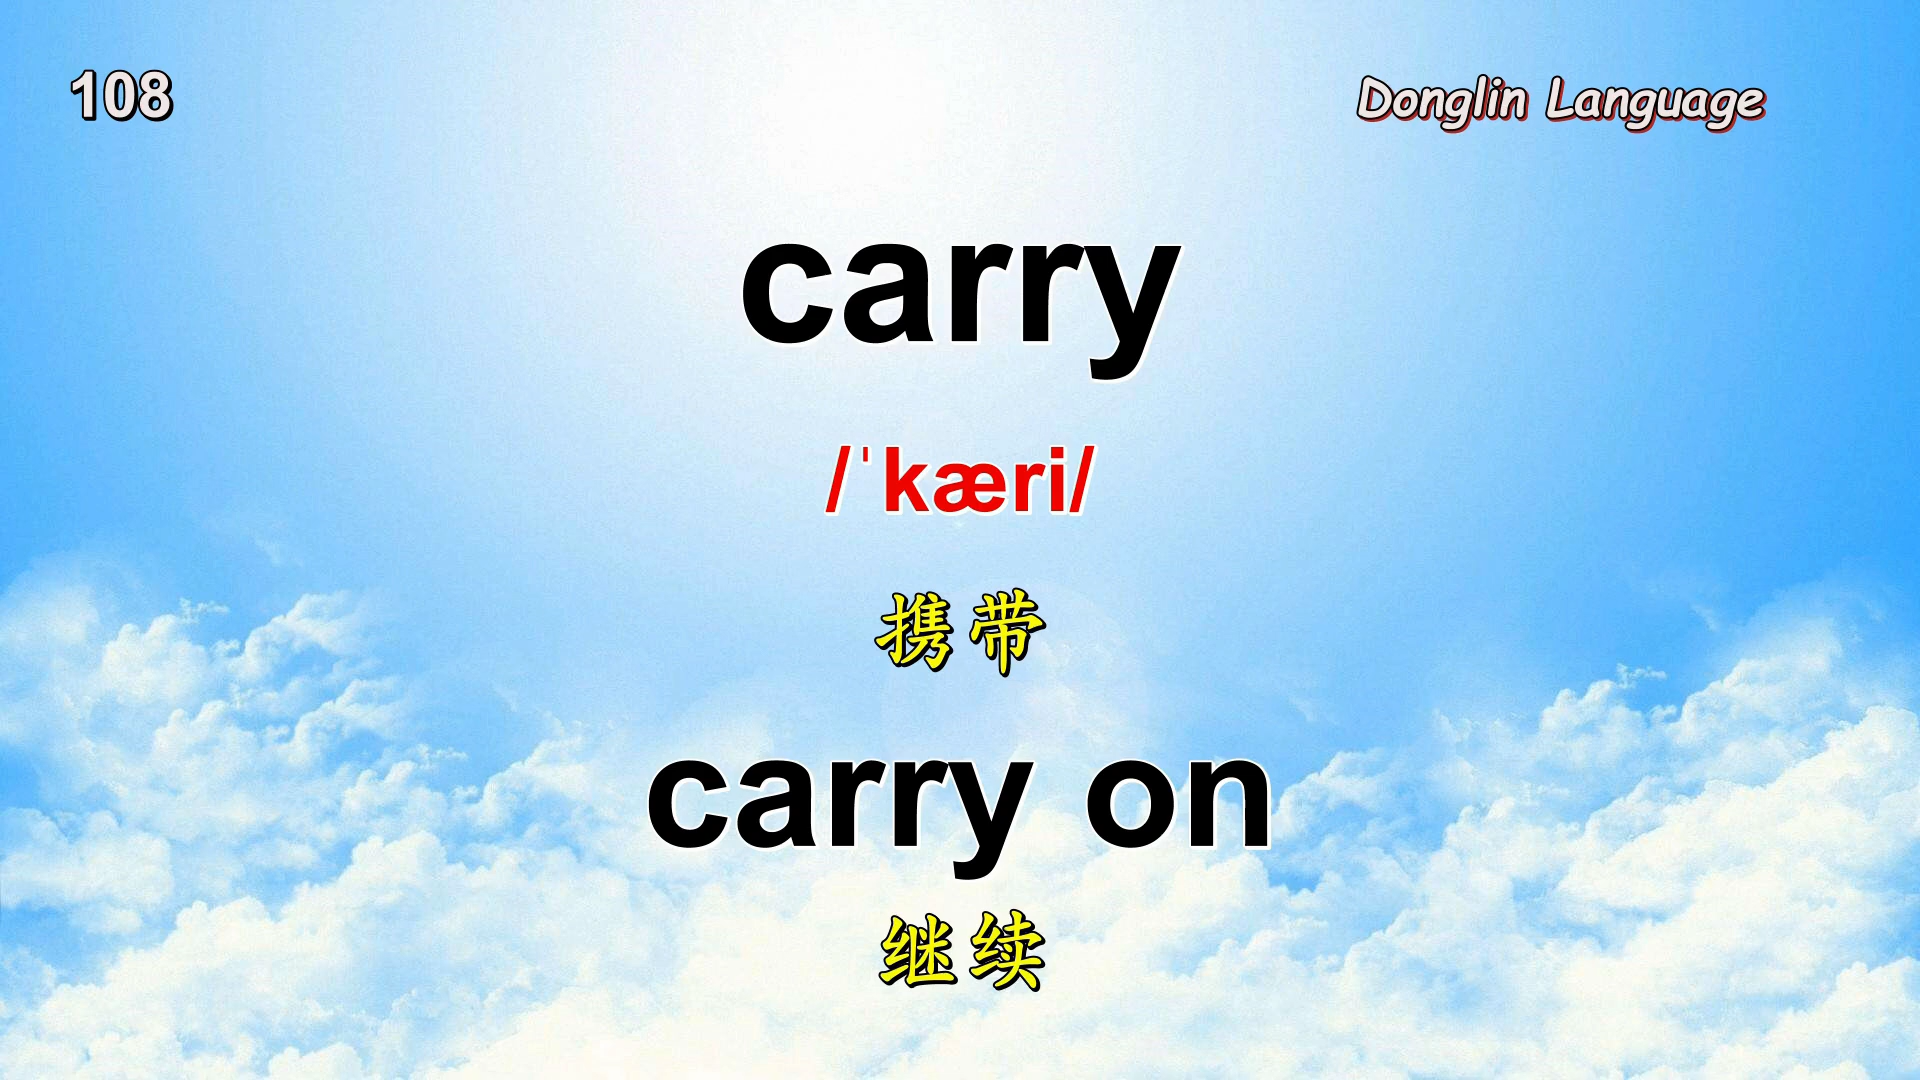 108
Donglin Language
carry
/ˈkæri/
携带
carry on
继续